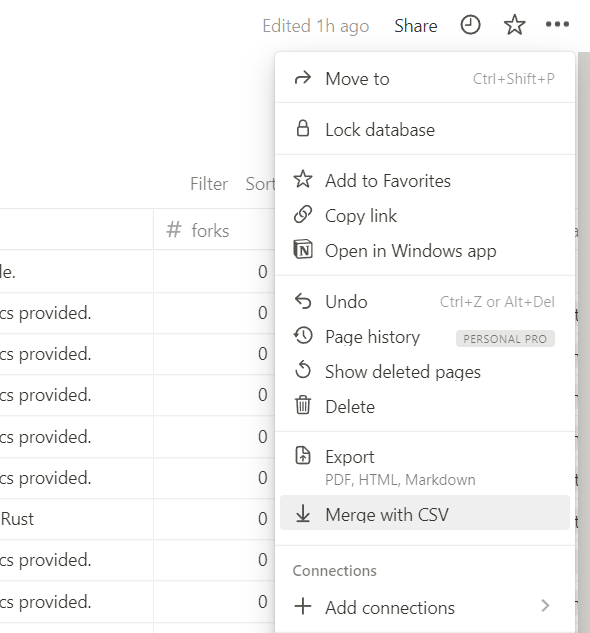 Edited 1h ago Share
Move to Ctrl+Shift+P
Lock database
Filter Sort
Add to Favorites
# forks
Copy link
Open in Windows app
le. 0
Undo Ctrl+Z or Alt+Del
cs provided. 0
Page history PERSONAL PRO
cs provided. 0
Show deleted pages
cs provided. 0
Delete
cs provided. 0
Export
PDF, HTML, Markdown
cs provided. 0
Merge with CSV
Rust 0
cs provided. 0
Connections
cs provided. 0
Add connections